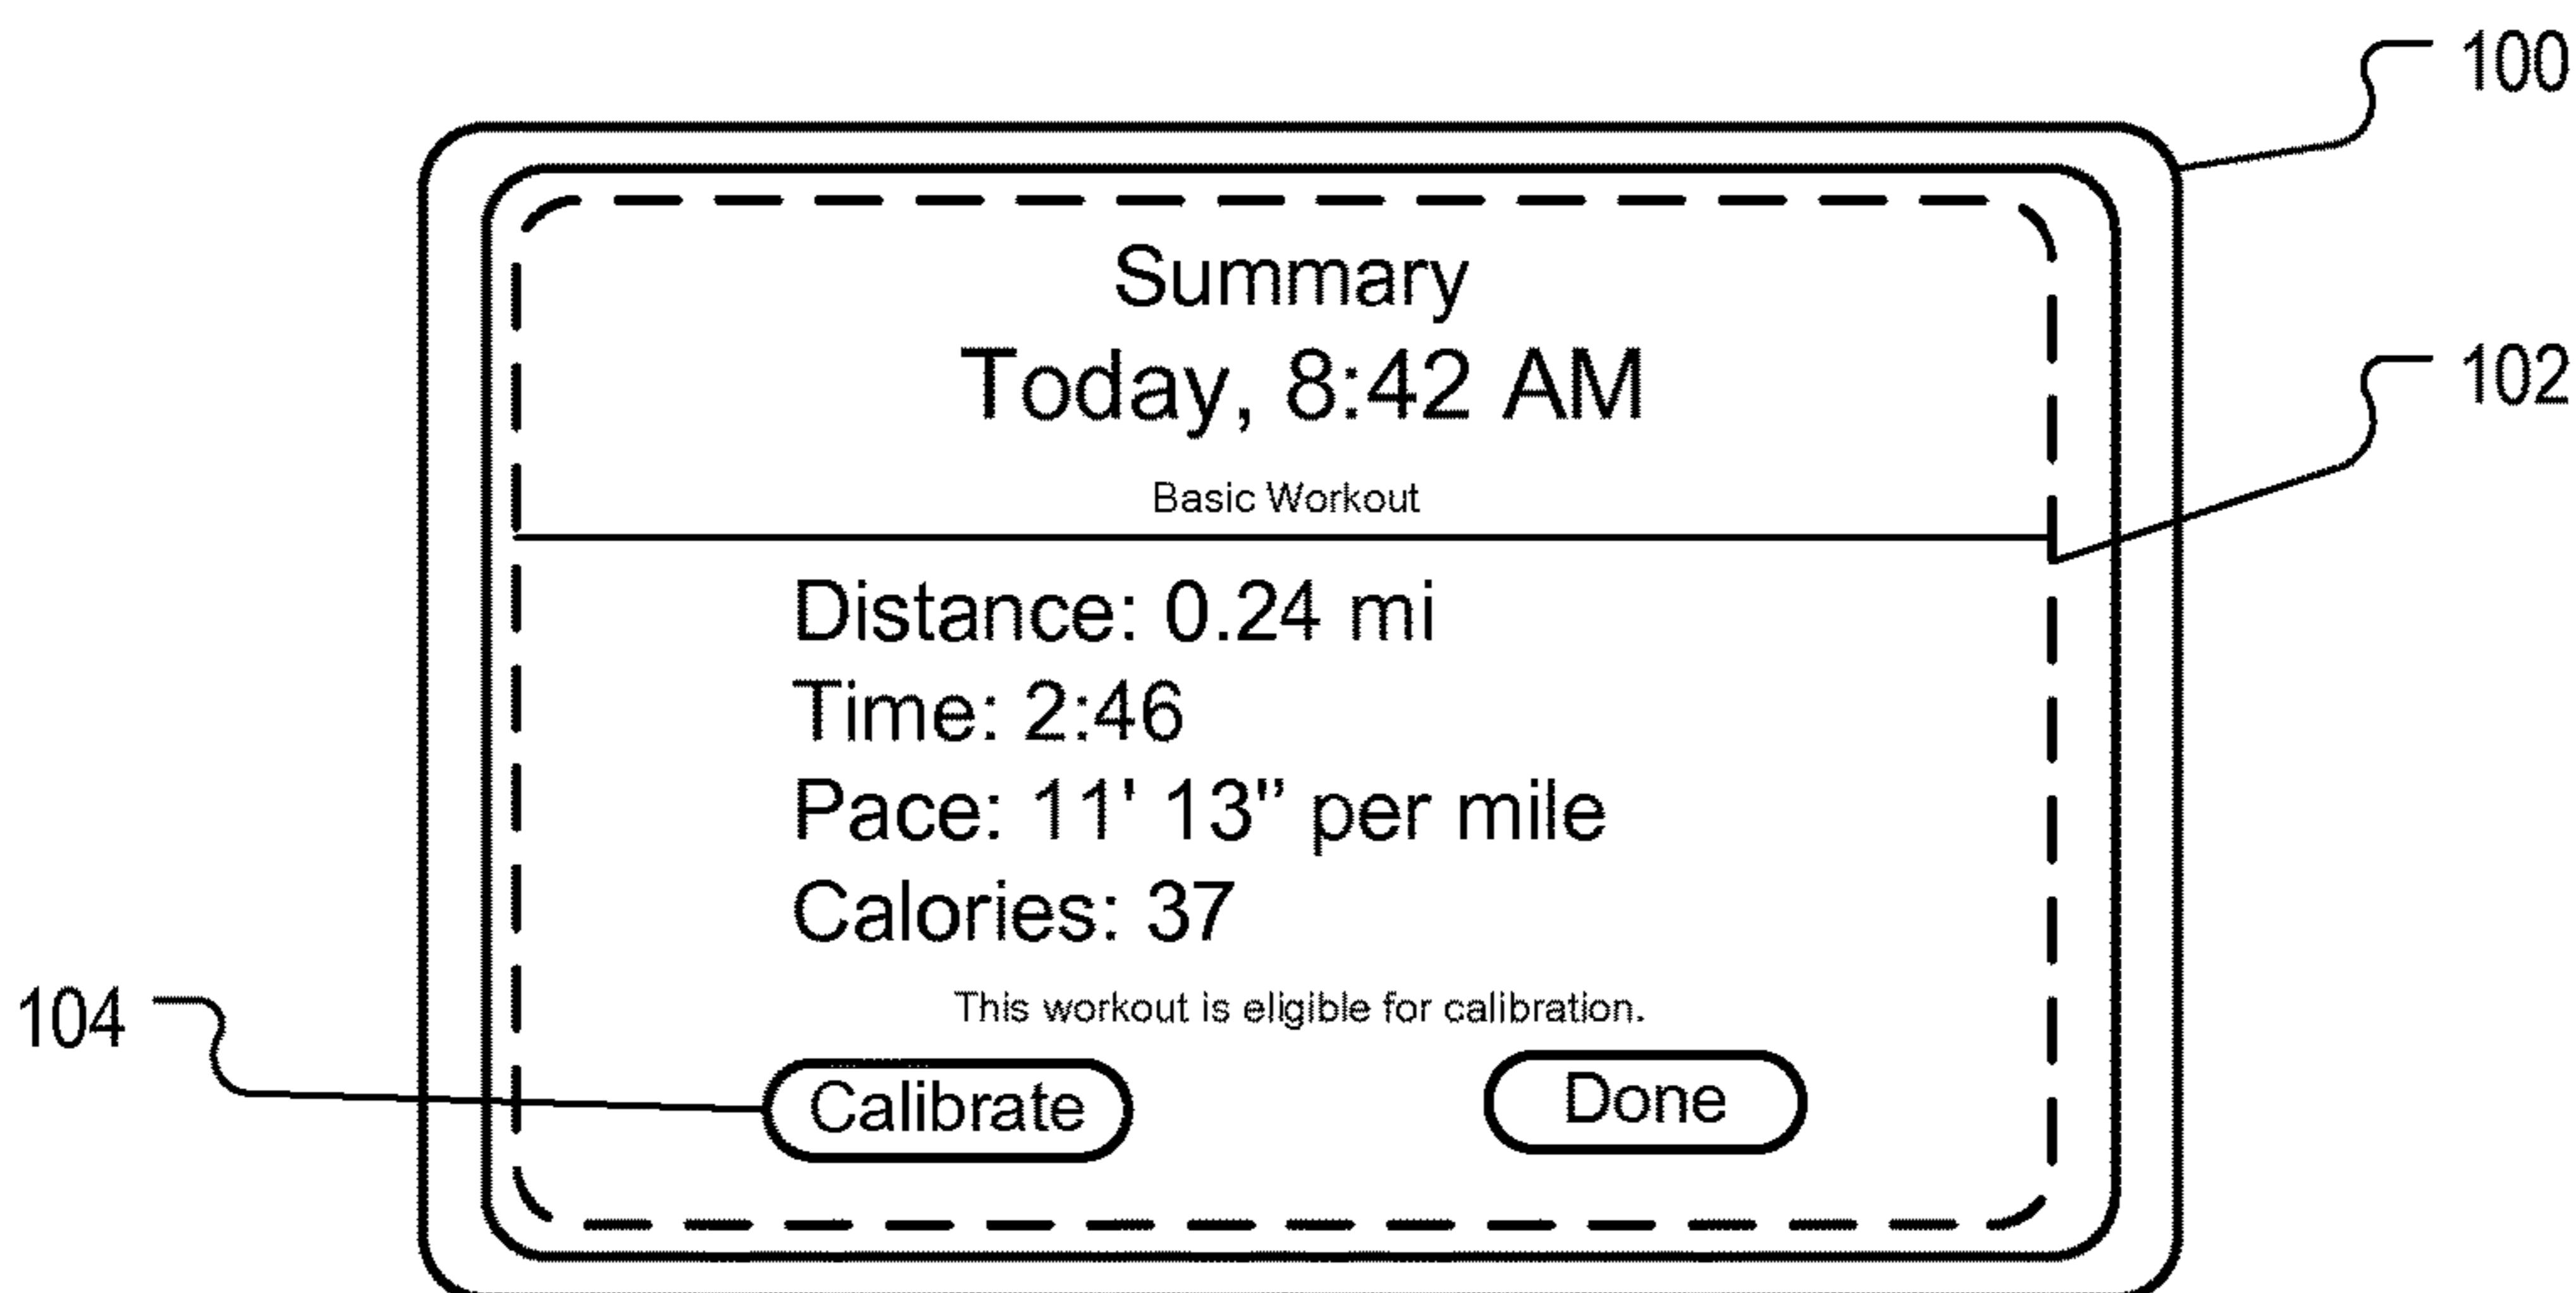 100
Summary
Today, 8:42 AM
102
Basic Workout
Distance: 0.24 mi
Time: 2:46
Pace: 11' 13" per mile
Calories: 37
This workout is eligible for calibration.
104
Calibrate Done